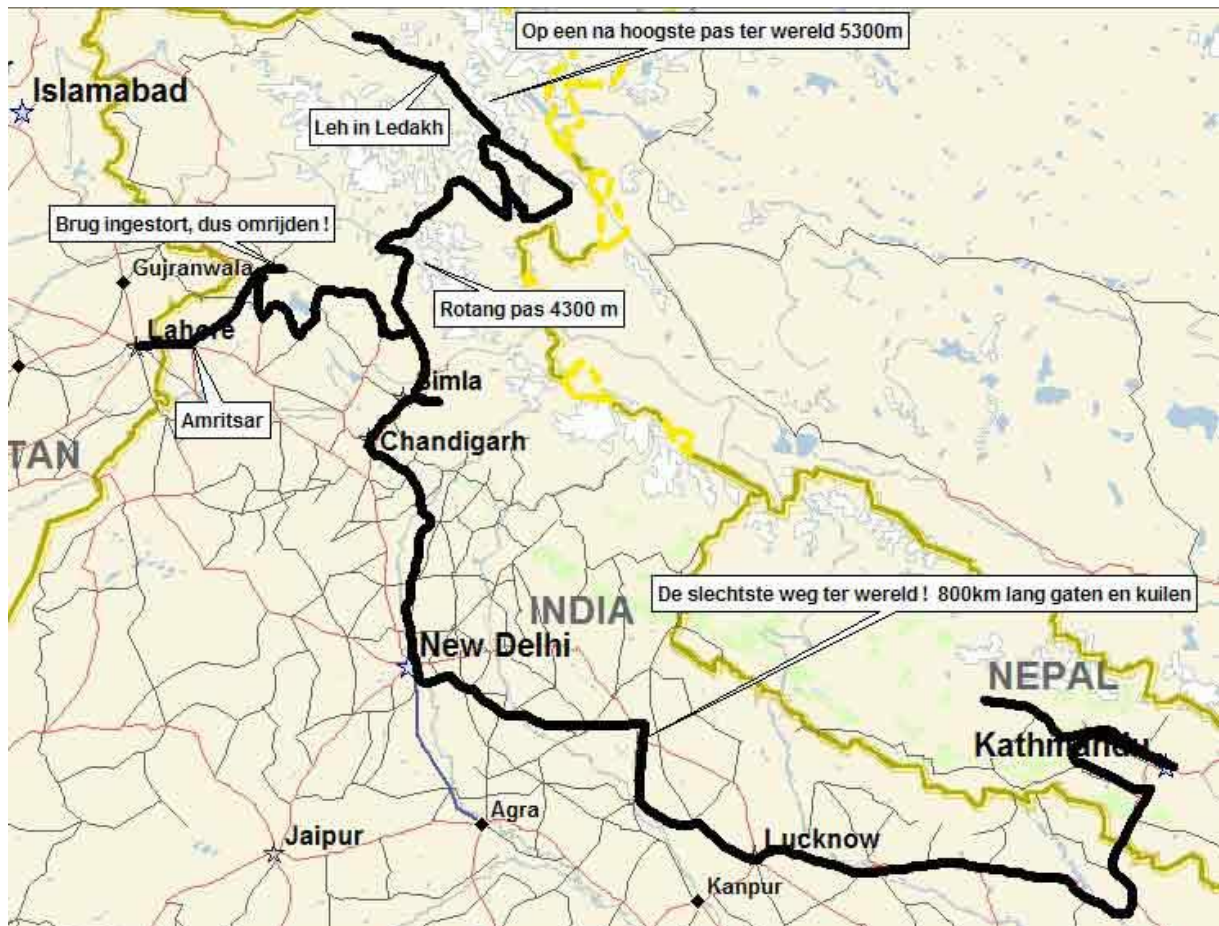 Op een na hoogste pas ter wereld 5300m
Islamabad
Leh in Ledakh
Brug ingestort, dus omrijden !
Gujranwala
Rotang pas 4300 m
Lahore
Simla
Amritsar
Chandigarh
TAN
De slechtste weg ter wereld !  800km lang gaten en kuilen
INDIA
New Delhi
NEPAL
Kathmandu
Agra
Jaipur
Lucknow
Kanpur